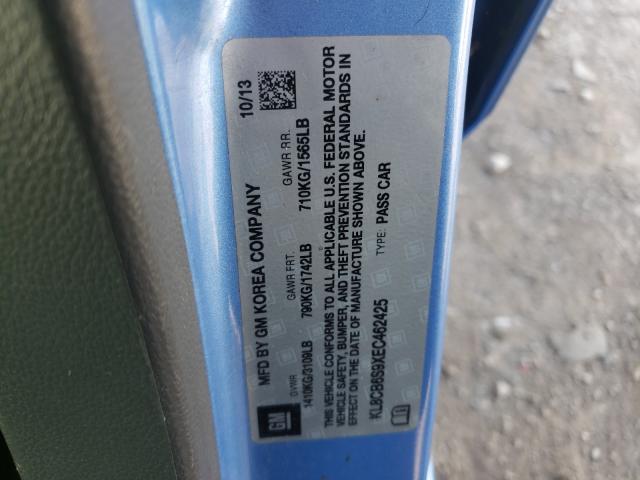 MFD BY GM KOREA COMPANY 10/13
GVWR GAWR FRT. GAWR RR.
1410KG/3109LB 790KG/1742LB 710KG/1565LB
THIS VEHICLE CONFORMS TO ALL APPLICABLE U.S. FEDERAL MOTOR
VEHICLE SAFETY, BUMPER, AND THEFT PREVENTION STANDARDS IN
EFFECT ON THE DATE OF MANUFACTURE SHOWN ABOVE.
KL8CB6S9XEC462425 TYPE: PASS CAR
GM